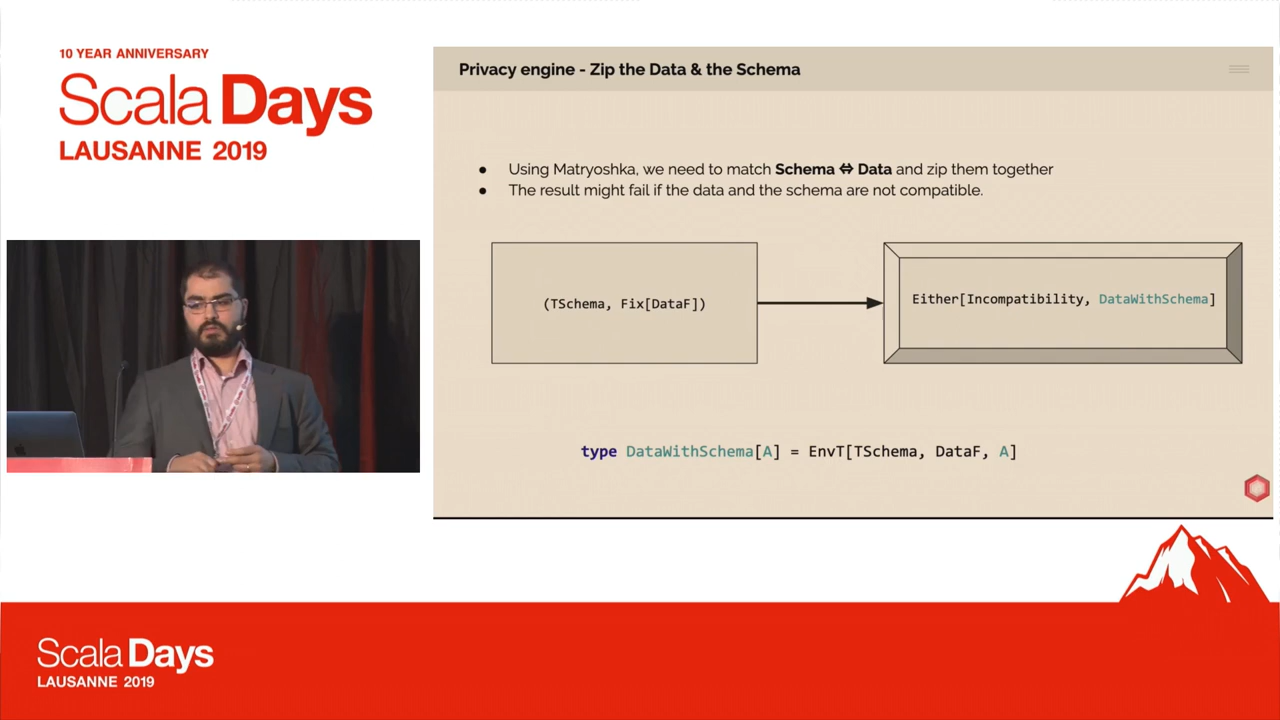 10 YEAR ANNIVERSARY
Scala Days
LAUSANNE 2019
Privacy engine - Zip the Data & the Schema
● Using Matryoshka, we need to match Schema ⇔ Data and zip them together
● The result might fail if the data and the schema are not compatible.
(TSchema, Fix[DataF])
Either[Incompatibility, DataWithSchema]
type DataWithSchema[A] = EnvT[TSchema, DataF, A]
Scala Days
LAUSANNE 2019